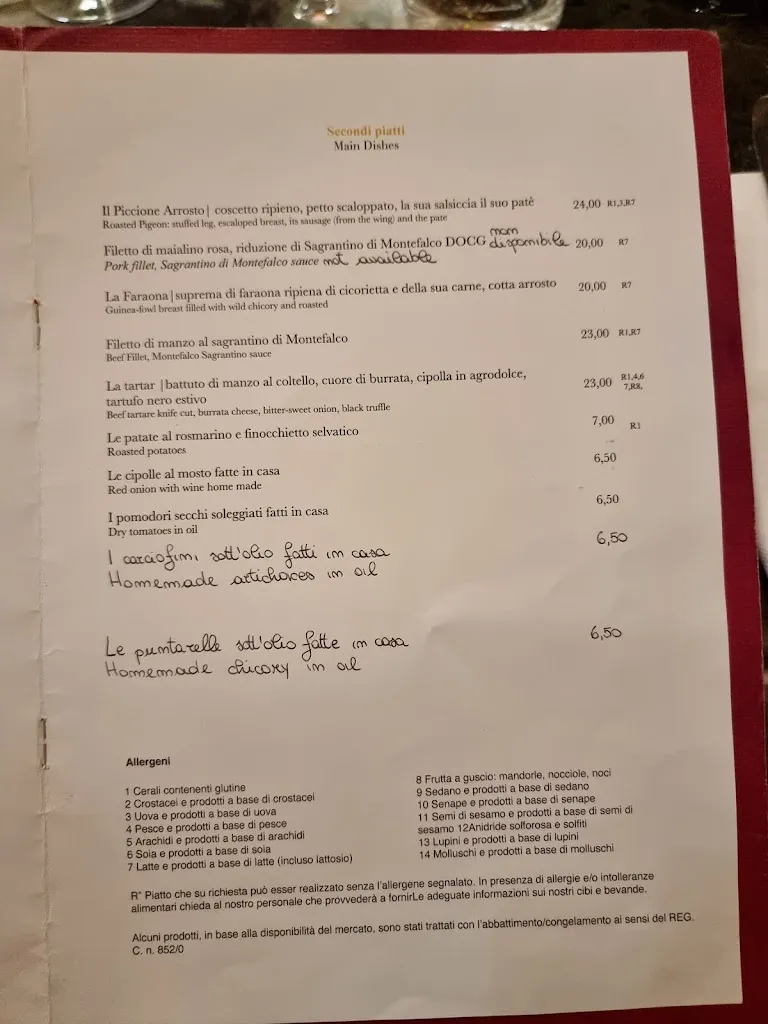 Secondi piatti
Main Dishes
Il Piccione Arrosto| coscetto ripieno, petto scaloppato, la sua salsiccia il suo patè 24,00 R1,3,R7
Roasted Pigeon: stuffed leg, escaloped breast, its sausage (from the wing) and the pate
Filetto di maialino rosa, riduzione di Sagrantino di Montefalco DOCG non disponibile 20,00 R7
Pork fillet, Sagrantino di Montefalco sauce not available
La Faraona|suprema di faraona ripiena di cicorietta e della sua carne, cotta arrosto 20,00 R7
Guinea-fowl breast filled with wild chicory and roasted
Filetto di manzo al sagrantino di Montefalco 23,00 R1,R7
Beef Fillet, Montefalco Sagrantino sauce
La tartar |battuto di manzo al coltello, cuore di burrata, cipolla in agrodolce, 23,00 R1,4,6
tartufo nero estivo 7,R8,
Beef tartare knife cut, burrata cheese, bitter-sweet onion, black truffle
Le patate al rosmarino e finocchietto selvatico 7,00 R1
Roasted potatoes
Le cipolle al mosto fatte in casa 6,50
Red onion with wine home made
I pomodori secchi soleggiati fatti in casa 6,50
Dry tomatoes in oil
I carciofini sott'olio fatti in casa 6,50
Homemade artichokes in oil
Le puntarelle sott'olio fatte in casa 6,50
Homemade chicory in oil
Allergeni
1 Cerali contenenti glutine
2 Crostacei e prodotti a base di crostacei
3 Uova e prodotti a base di uova
4 Pesce e prodotti a base di pesce
5 Arachidi e prodotti a base di arachidi
6 Soia e prodotti a base di soia
7 Latte e prodotti a base di latte (incluso lattosio)
8 Frutta a guscio: mandorle, nocciole, noci
9 Sedano e prodotti a base di sedano
10 Senape e prodotti a base di senape
11 Semi di sesamo e prodotti a base di semi di
sesamo 12Anidride solforosa e solfiti
13 Lupini e prodotti a base di lupini
14 Molluschi e prodotti a base di molluschi
R* Piatto che su richiesta può esser realizzato senza l'allergene segnalato. In presenza di allergie e/o intolleranze
alimentari chieda al nostro personale che provvederà a fornirLe adeguate informazioni sui nostri cibi e bevande.
Alcuni prodotti, in base alla disponibilità del mercato, sono stati trattati con l'abbattimento/congelamento ai sensi del REG.
C. n. 852/0